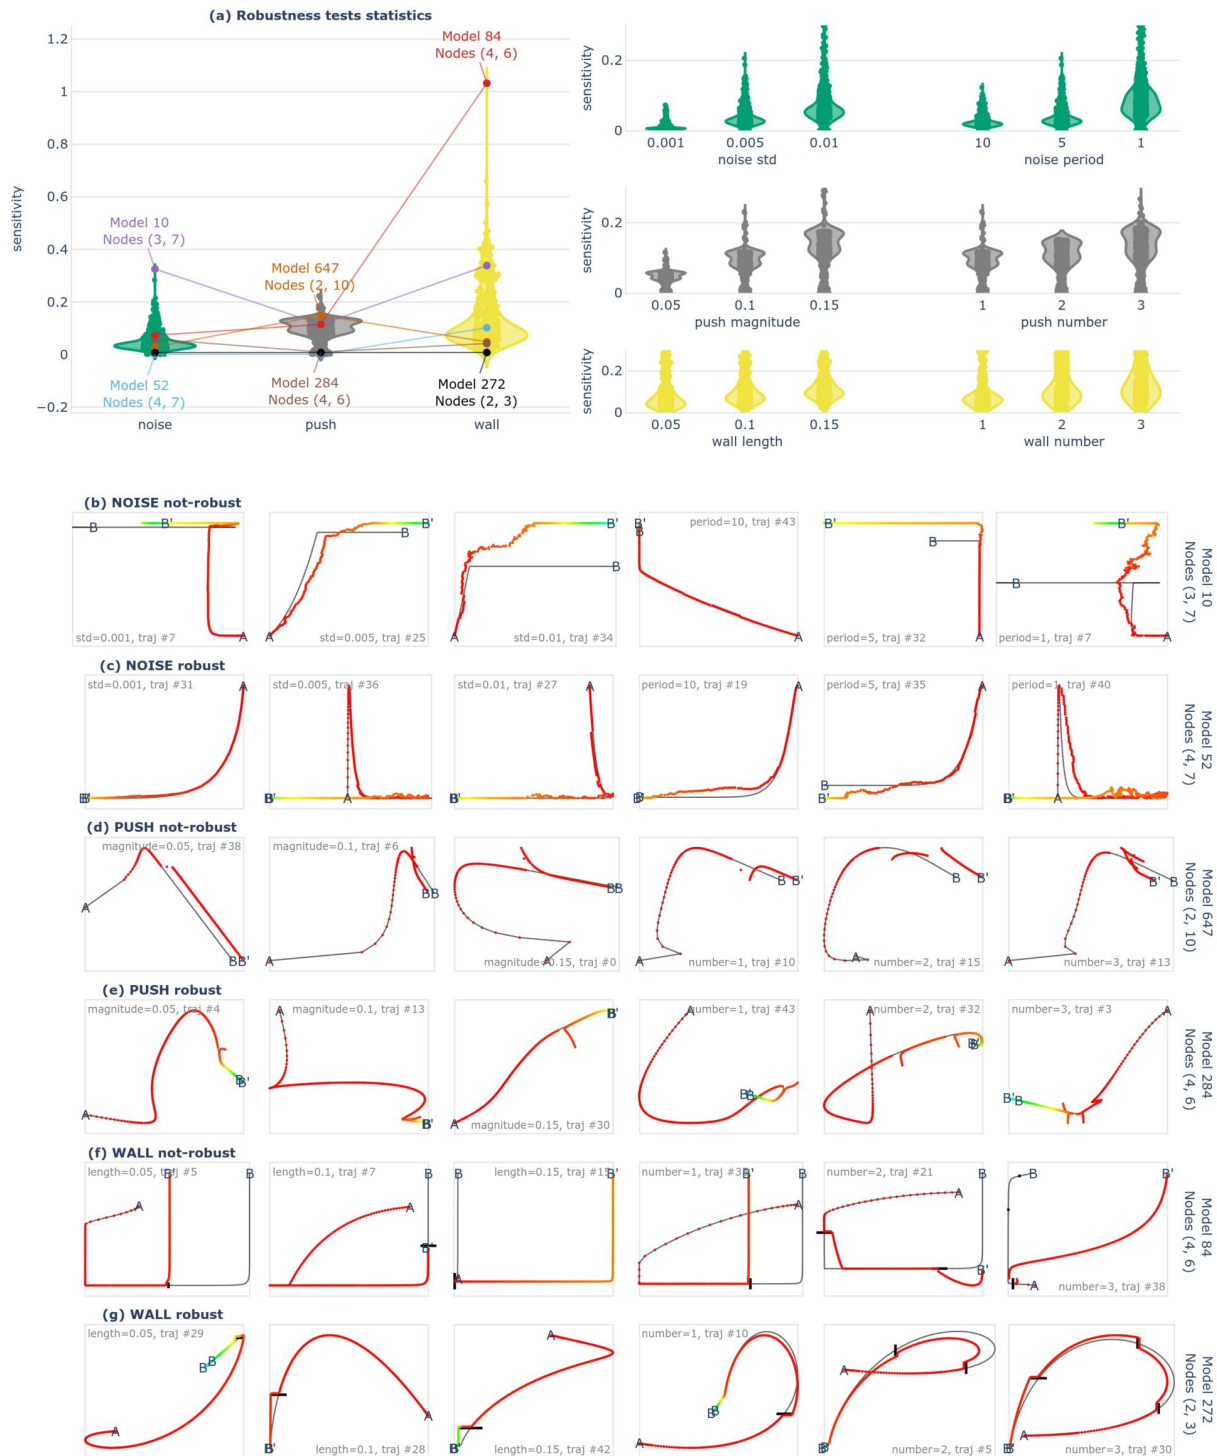 (a) Robustness tests statistics
sensitivity
1.2
1
0.8
0.6
0.4
0.2
0
−0.2
Model 84
Nodes (4, 6)
Model 10
Nodes (3, 7)
Model 647
Nodes (2, 10)
Model 52
Nodes (4, 7)
Model 284
Nodes (4, 6)
Model 272
Nodes (2, 3)
noise
push
wall
sensitivity
0.2
0
0.001
0.005
0.01
noise std
10
5
1
noise period
sensitivity
0.2
0
0.05
0.1
0.15
push magnitude
1
2
3
push number
sensitivity
0.2
0
0.05
0.1
0.15
wall length
1
2
3
wall number
(b) NOISE not-robust
B
B'
A
std=0.001, traj #7
B'
B
A
std=0.005, traj #25
B'
B
A
std=0.01, traj #34
B'
B
A
period=10, traj #43
B'
B
A
period=5, traj #32
B'
B
A
period=1, traj #7
Model 10
Nodes (3, 7)
(c) NOISE robust
std=0.001, traj #31
A
B'
std=0.005, traj #36
A
B'
std=0.01, traj #27
A
B'
period=10, traj #19
A
B'
period=5, traj #35
A
B
B'
period=1, traj #40
A
B'
Model 52
Nodes (4, 7)
(d) PUSH not-robust
magnitude=0.05, traj #38
A
B
B'
magnitude=0.1, traj #6
A
B
B
magnitude=0.15, traj #0
A
B
B
number=1, traj #10
A
B
B'
number=2, traj #15
A
B
B'
number=3, traj #13
A
B'
B
Model 647
Nodes (2, 10)
(e) PUSH robust
magnitude=0.05, traj #4
A
B
B'
magnitude=0.1, traj #13
A
B'
magnitude=0.15, traj #30
A
B'
number=1, traj #43
A
B
B'
number=2, traj #32
A
B
B'
number=3, traj #3
A
B'
B
Model 284
Nodes (4, 6)
(f) WALL not-robust
length=0.05, traj #5
B'
B
A
length=0.1, traj #7
B
A
B'
length=0.15, traj #15
B
B'
A
number=1, traj #33
B'
B
A
number=2, traj #21
B
A
B'
number=3, traj #38
B
B'
A
Model 84
Nodes (4, 6)
(g) WALL robust
length=0.05, traj #29
B
B'
A
length=0.1, traj #28
A
B'
length=0.15, traj #42
A
B'
number=1, traj #10
B
B'
A
number=2, traj #5
A
B'
number=3, traj #30
A
B'
Model 272
Nodes (2, 3)